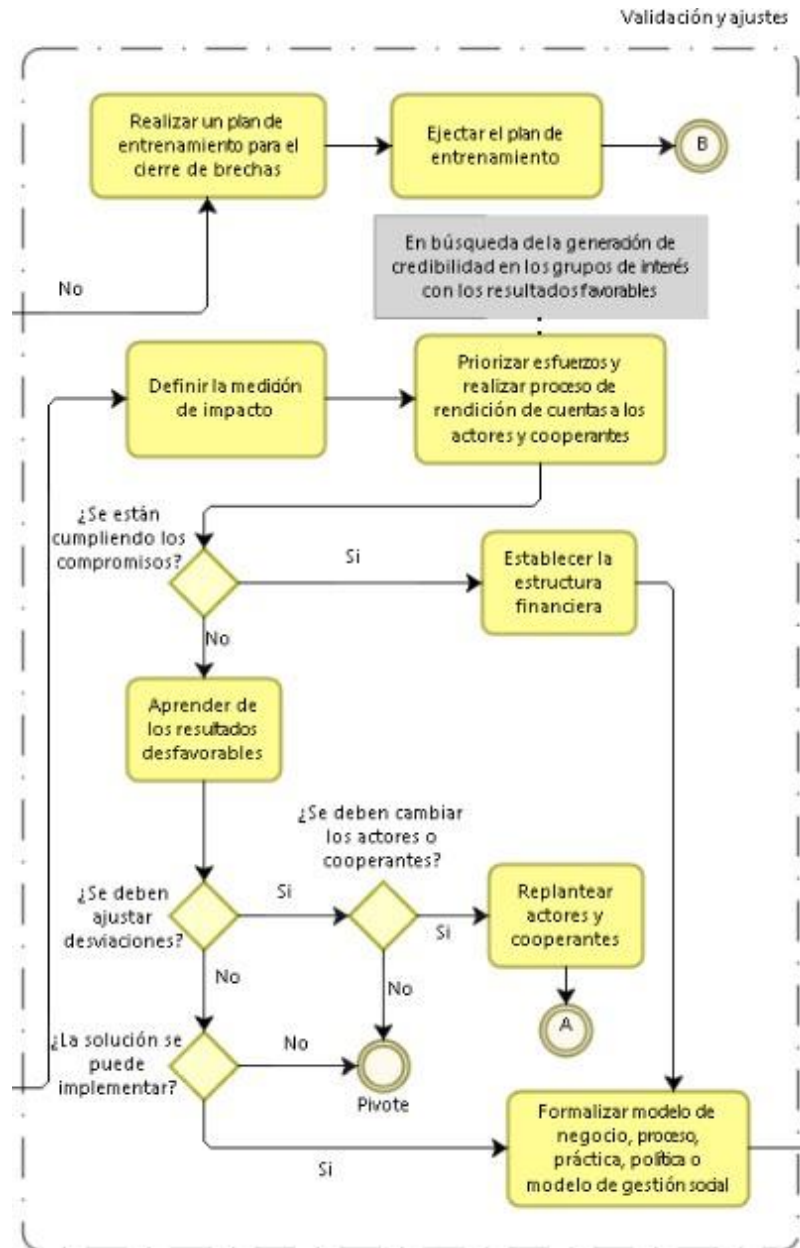 Validación y ajustes
Realizar un plan de
entrenamiento para el
cierre de brechas
Ejectar el plan de
entrenamiento
B
En búsqueda de la generación de
credibilidad en los grupos de interés
con los resultados favorables
No
Definir la medición
de impacto
Priorizar esfuerzos y
realizar proceso de
rendición de cuentas a los
actores y cooperantes
¿Se están
cumpliendo los
compromisos?
Si
Establecer la
estructura
financiera
No
Aprender de
los resultados
desfavorables
¿Se deben cambiar
los actores o
cooperantes?
¿Se deben
ajustar
desviaciones?
Si
Si
Replantear
actores y
cooperantes
No
No
A
¿La solución se
puede
implementar?
No
Pivote
Si
Formalizar modelo de
negocio, proceso,
práctica, política o
modelo de gestión social